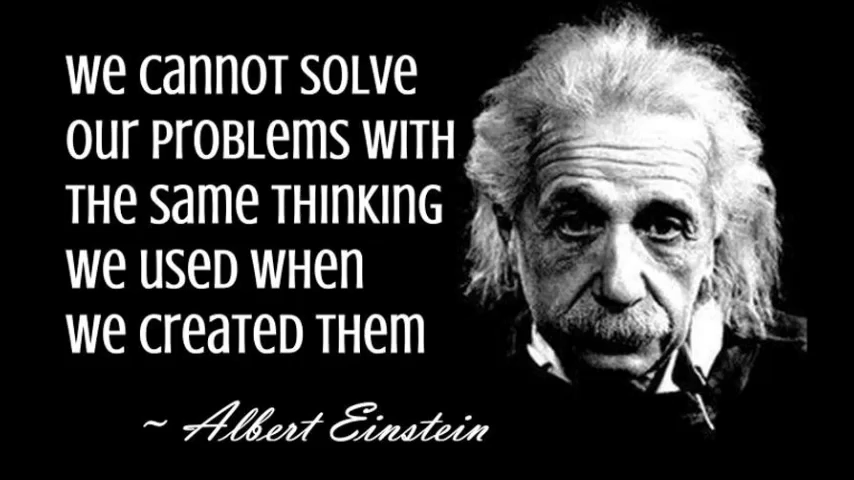 We cannot solve
our problems with
the same thinking
we used when
we created them
~ Albert Einstein